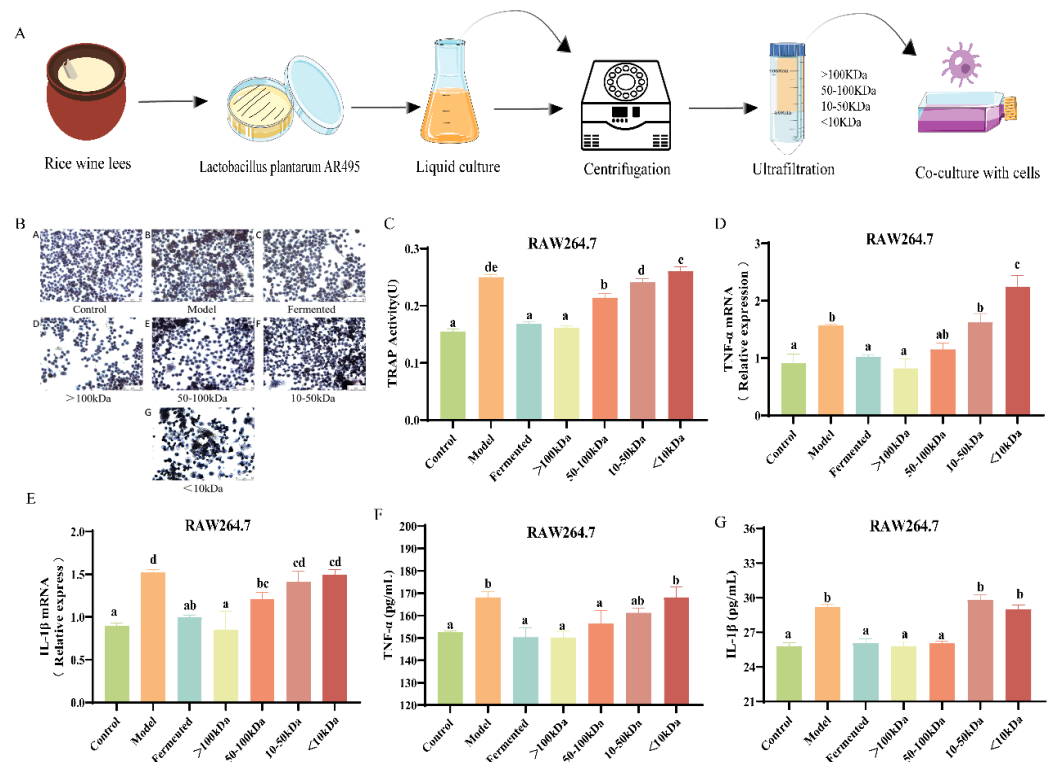 A
>100KDa
50-100KDa
10-50KDa
<10KDa
Rice wine lees
Lactobacillus plantarum AR495
Liquid culture
Centrifugation
Ultrafiltration
Co-culture with cells
B
A
B
C
Control
Model
Fermented
D
E
F
>100kDa
50-100kDa
10-50kDa
G
<10kDa
C
RAW264.7
TRAP Activity(U)
0.3
0.2
0.1
0.0
a
de
a
a
b
d
c
Control
Model
Fermented
>100kDa
50-100kDa
10-50kDa
<10kDa
D
RAW264.7
TNF-α mRNA
( Relative expression )
3
2
1
0
a
b
a
a
ab
b
c
Control
Model
Fermented
>100kDa
50-100kDa
10-50kDa
<10kDa
E
RAW264.7
IL-1β mRNA
( Relative express )
2.0
1.5
1.0
0.5
0.0
a
d
ab
a
bc
cd
cd
Control
Model
Fermented
>100kDa
50-100kDa
10-50kDa
<10kDa
F
RAW264.7
TNF-α (pg/mL)
200
190
180
170
160
150
140
130
120
a
b
a
a
a
ab
b
Control
Model
Fermented
>100kDa
50-100kDa
10-50kDa
<10kDa
G
RAW264.7
IL-1β (pg/mL)
36
33
30
27
24
21
a
b
a
a
a
b
b
Control
Model
Fermented
>100kDa
50-100kDa
10-50kDa
<10kDa